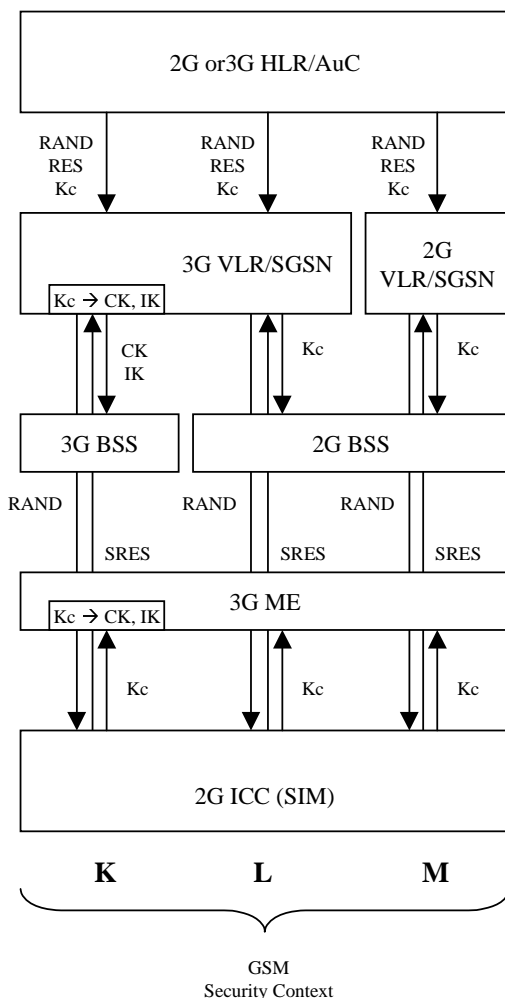 2G or3G HLR/AuC
RAND
RES
Kc
RAND
RES
Kc
RAND
RES
Kc
3G VLR/SGSN
Kc → CK, IK
2G
VLR/SGSN
CK
IK
Kc
Kc
3G BSS
2G BSS
RAND
RAND
RAND
SRES
SRES
SRES
3G ME
Kc → CK, IK
Kc
Kc
Kc
2G ICC (SIM)
K
L
M
GSM
Security Context